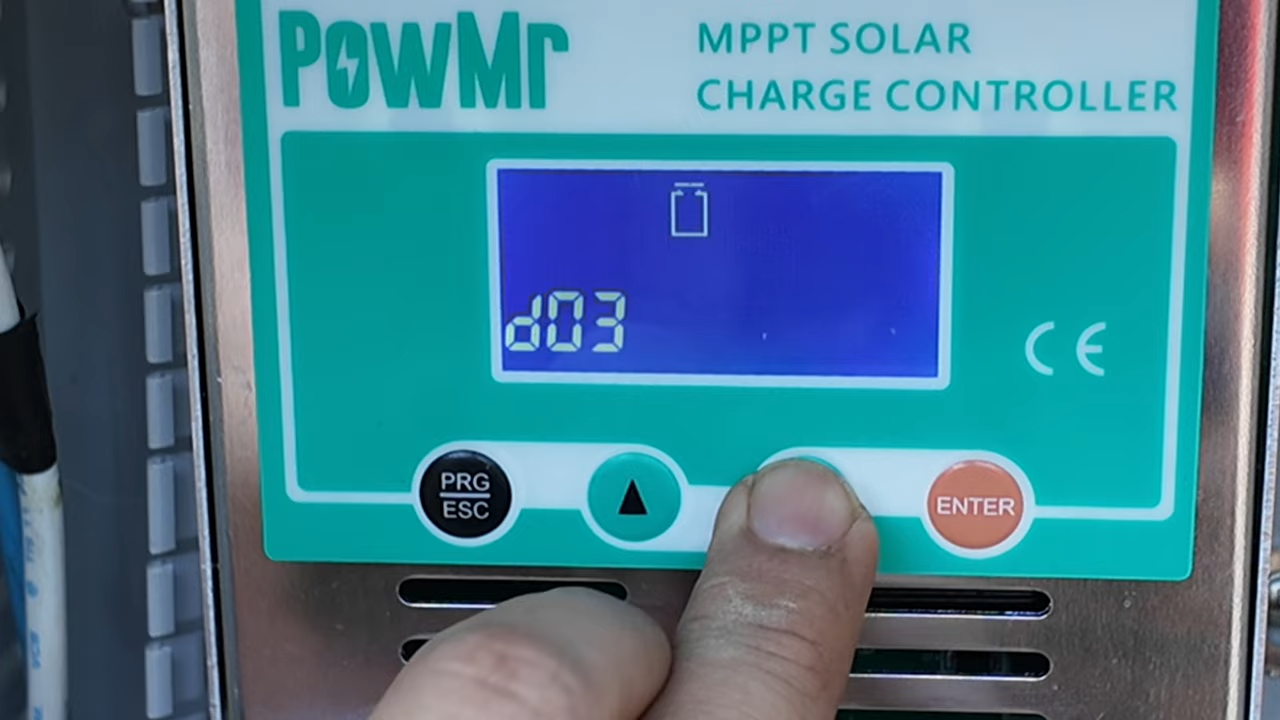 PowMr
MPPT SOLAR
CHARGE CONTROLLER
d03
CE
PRG
ESC
▲
ENTER